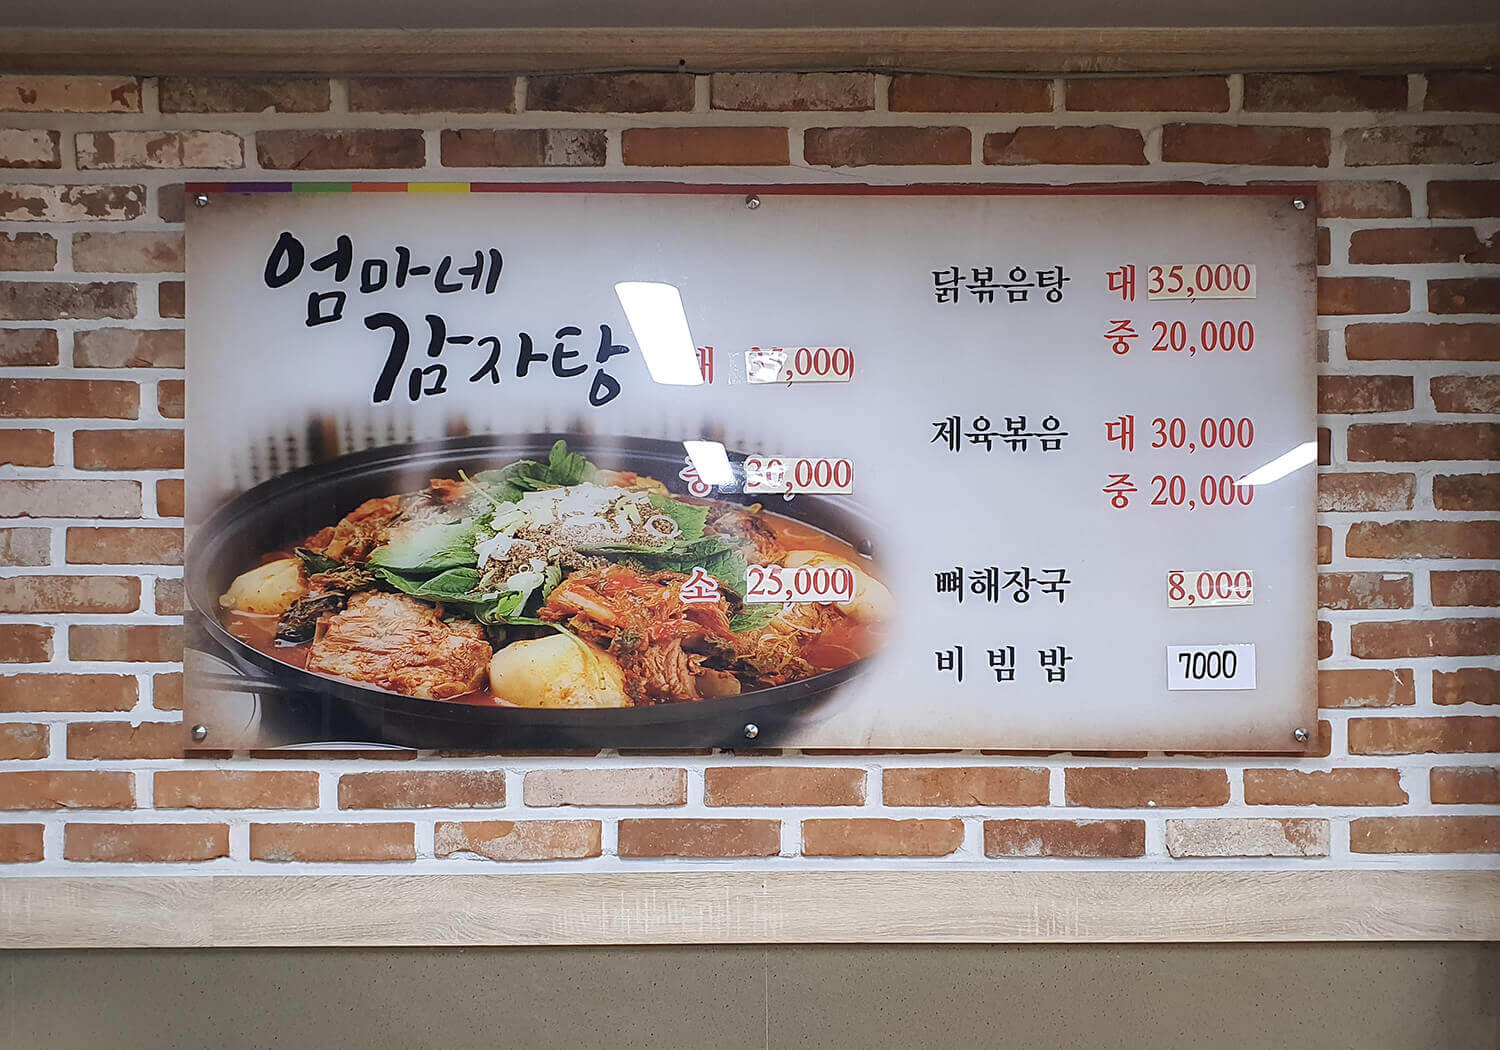 엄마네
감자탕
,000
중 30,000
소 25,000
닭볶음탕 대 35,000
중 20,000
제육볶음 대 30,000
중 20,000
뼈해장국 8,000
비빔밥 7000